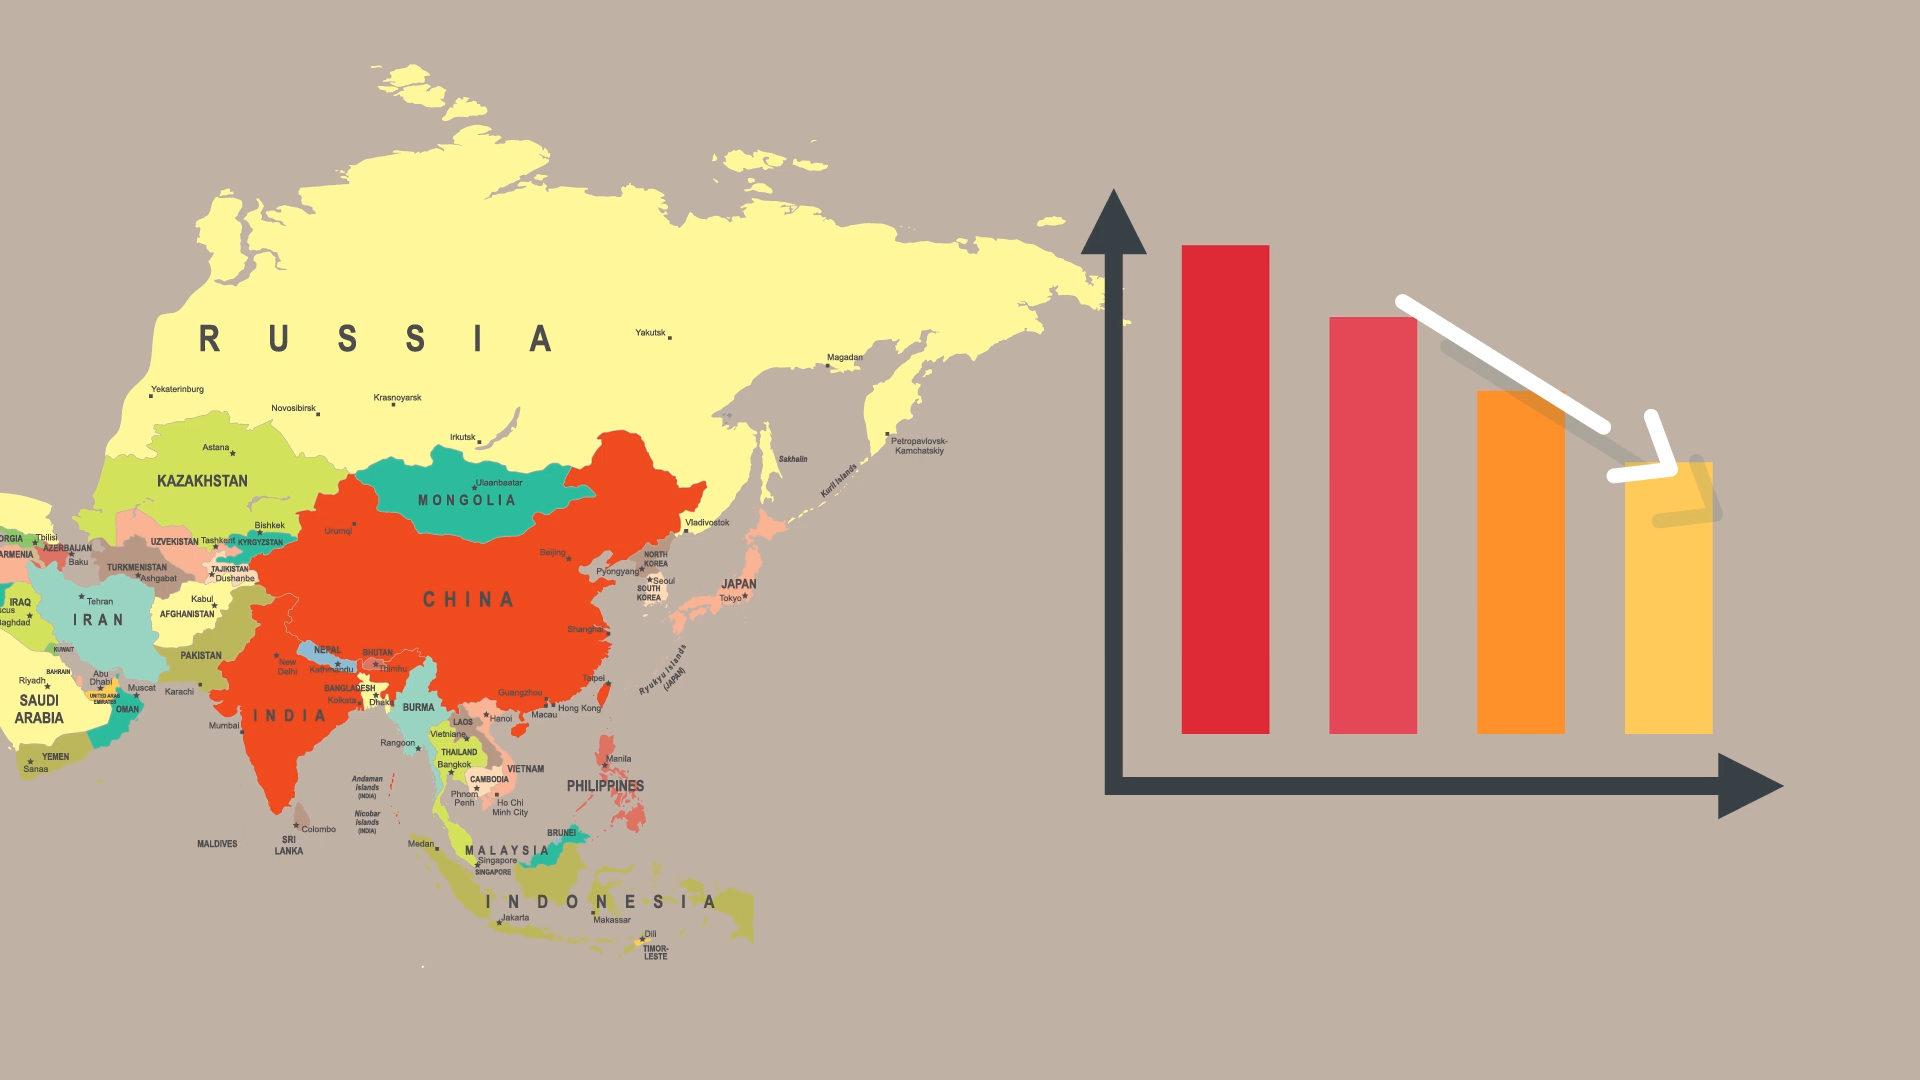 RUSSIA
Yakutsk
Magadan
Yekaterinburg
Krasnoyarsk
Novosibirsk
Irkutsk
Petropavlovsk-
Kamchatskiy
Astana
Sakhalin
KAZAKHSTAN
Kuril Islands
Ulaanbaatar
MONGOLIA
Vladivostok
Urumqi
Bishkek
Tbilisi
ORGIA
UZVEKISTAN
Tashkent
KYRGYZSTAN
AZERBAIJAN
ARMENIA
Baku
Beijing
NORTH
KOREA
TURKMENISTAN
TAJIKISTAN
Ashgabat
Dushanbe
Pyongyang
Seoul
SOUTH
KOREA
JAPAN
Tokyo
Tehran
IRAQ
Kabul
CHINA
scus
AFGHANISTAN
IRAN
aghdad
Shanghai
KUWAIT
PAKISTAN
NEPAL
BHUTAN
New
Delhi
Kathmandu
Thimhu
Ryukyu Islands
(JAPAN)
BAHRAIN
Riyadh
Abu
Dhabi
Muscat
Karachi
BANGLADESH
Taipei
UNITED ARAB
EMIRATES
Guangzhou
SAUDI
ARABIA
OMAN
Kolkata
Dhaka
BURMA
Hong Kong
Macau
INDIA
LAOS
Hanoi
Mumbai
Vietniane
Rangoon
YEMEN
Sanaa
THAILAND
Manila
Bangkok
VIETNAM
Andaman
islands
(INDIA)
CAMBODIA
PHILIPPINES
Phnom
Penh
Ho Chi
Minh City
Nicobar
islands
(INDIA)
Colombo
BRUNEI
MALDIVES
SRI
LANKA
Medan
MALAYSIA
Singapore
SINGAPORE
INDONESIA
Jakarta
Makassar
Dili
TIMOR-
LESTE